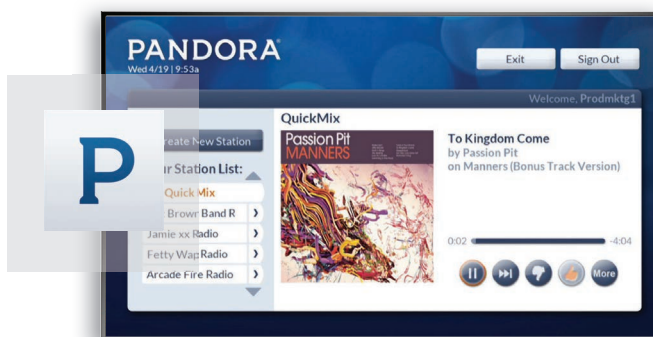 PANDORA
Wed 4/19 | 9:53a
Exit
Sign Out
Welcome, Prodmktg1
P
Create New Station
ur Station List:
Quick Mix
Brown Band R
Jamie xx Radio
Fetty Wap Radio
Arcade Fire Radio
QuickMix
Passion Pit
MANNERS
To Kingdom Come
by Passion Pit
on Manners (Bonus Track Version)
0:02
-4:04
More